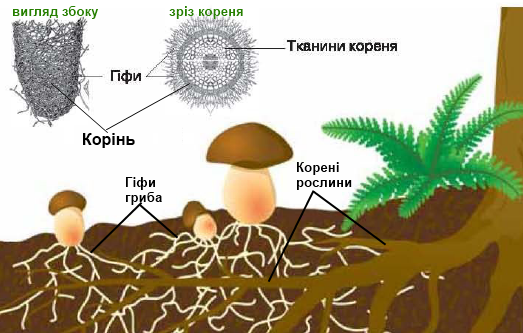 вигляд збоку
зріз кореня
Тканини кореня
Гіфи
Корінь
Гіфи
гриба
Корені
рослини